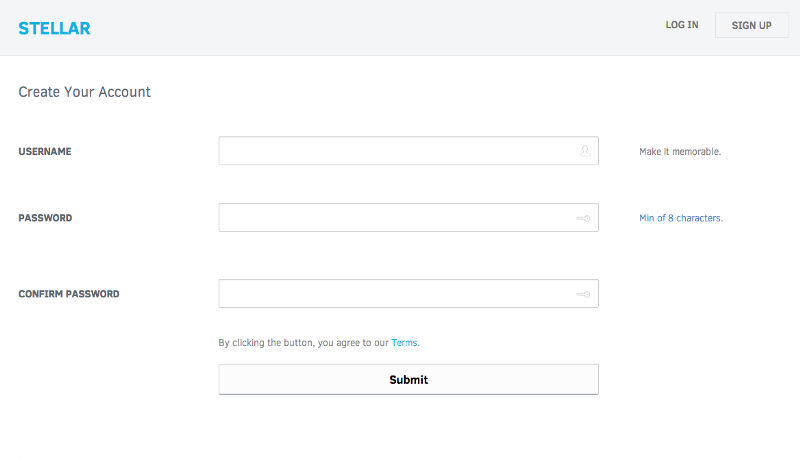 STELLAR
LOG IN
SIGN UP
Create Your Account
USERNAME
Make it memorable.
PASSWORD
Min of 8 characters.
CONFIRM PASSWORD
By clicking the button, you agree to our Terms.
Submit